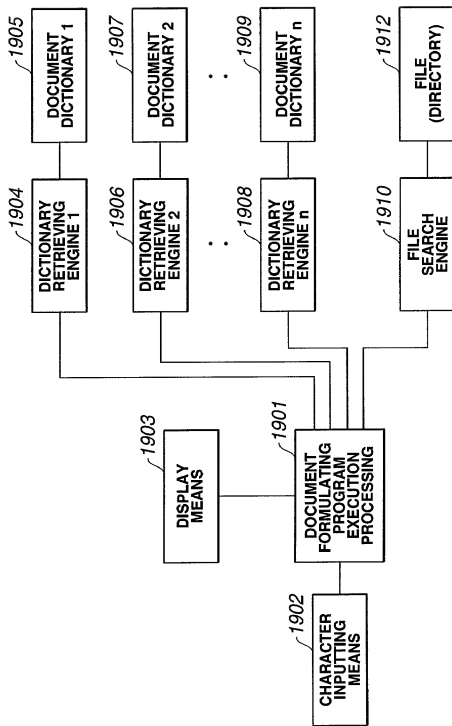 1902
CHARACTER
INPUTTING
MEANS
1903
DISPLAY
MEANS
1901
DOCUMENT
FORMULATING
PROGRAM
EXECUTION
PROCESSING
1904
DICTIONARY
RETRIEVING
ENGINE 1
1905
DOCUMENT
DICTIONARY 1
1906
DICTIONARY
RETRIEVING
ENGINE 2
1907
DOCUMENT
DICTIONARY 2
1908
DICTIONARY
RETRIEVING
ENGINE n
1909
DOCUMENT
DICTIONARY n
1910
FILE
SEARCH
ENGINE
1912
FILE
(DIRECTORY)